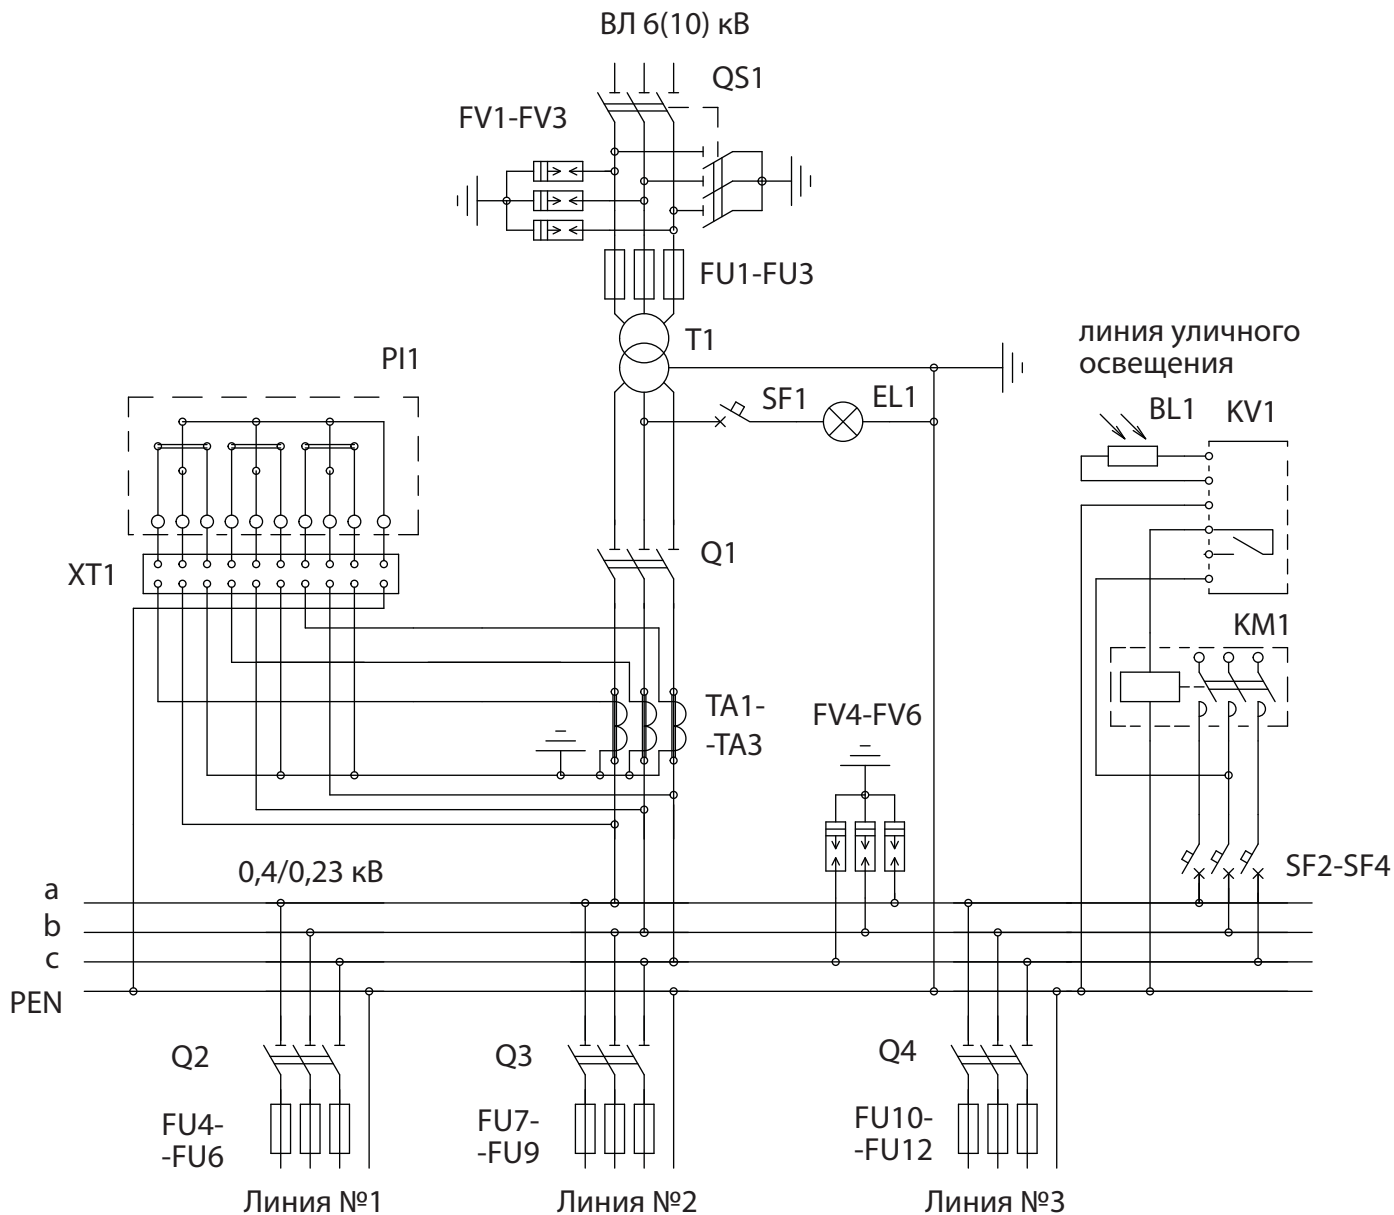 ВЛ 6(10) кВ
QS1
FV1-FV3
FU1-FU3
T1
PI1
SF1
EL1
линия уличного
освещения
BL1
KV1
Q1
XT1
KM1
TA1-
-TA3
FV4-FV6
SF2-SF4
0,4/0,23 кВ
a
b
c
PEN
Q2
Q3
Q4
FU4-
-FU6
FU7-
-FU9
FU10-
-FU12
Линия №1
Линия №2
Линия №3